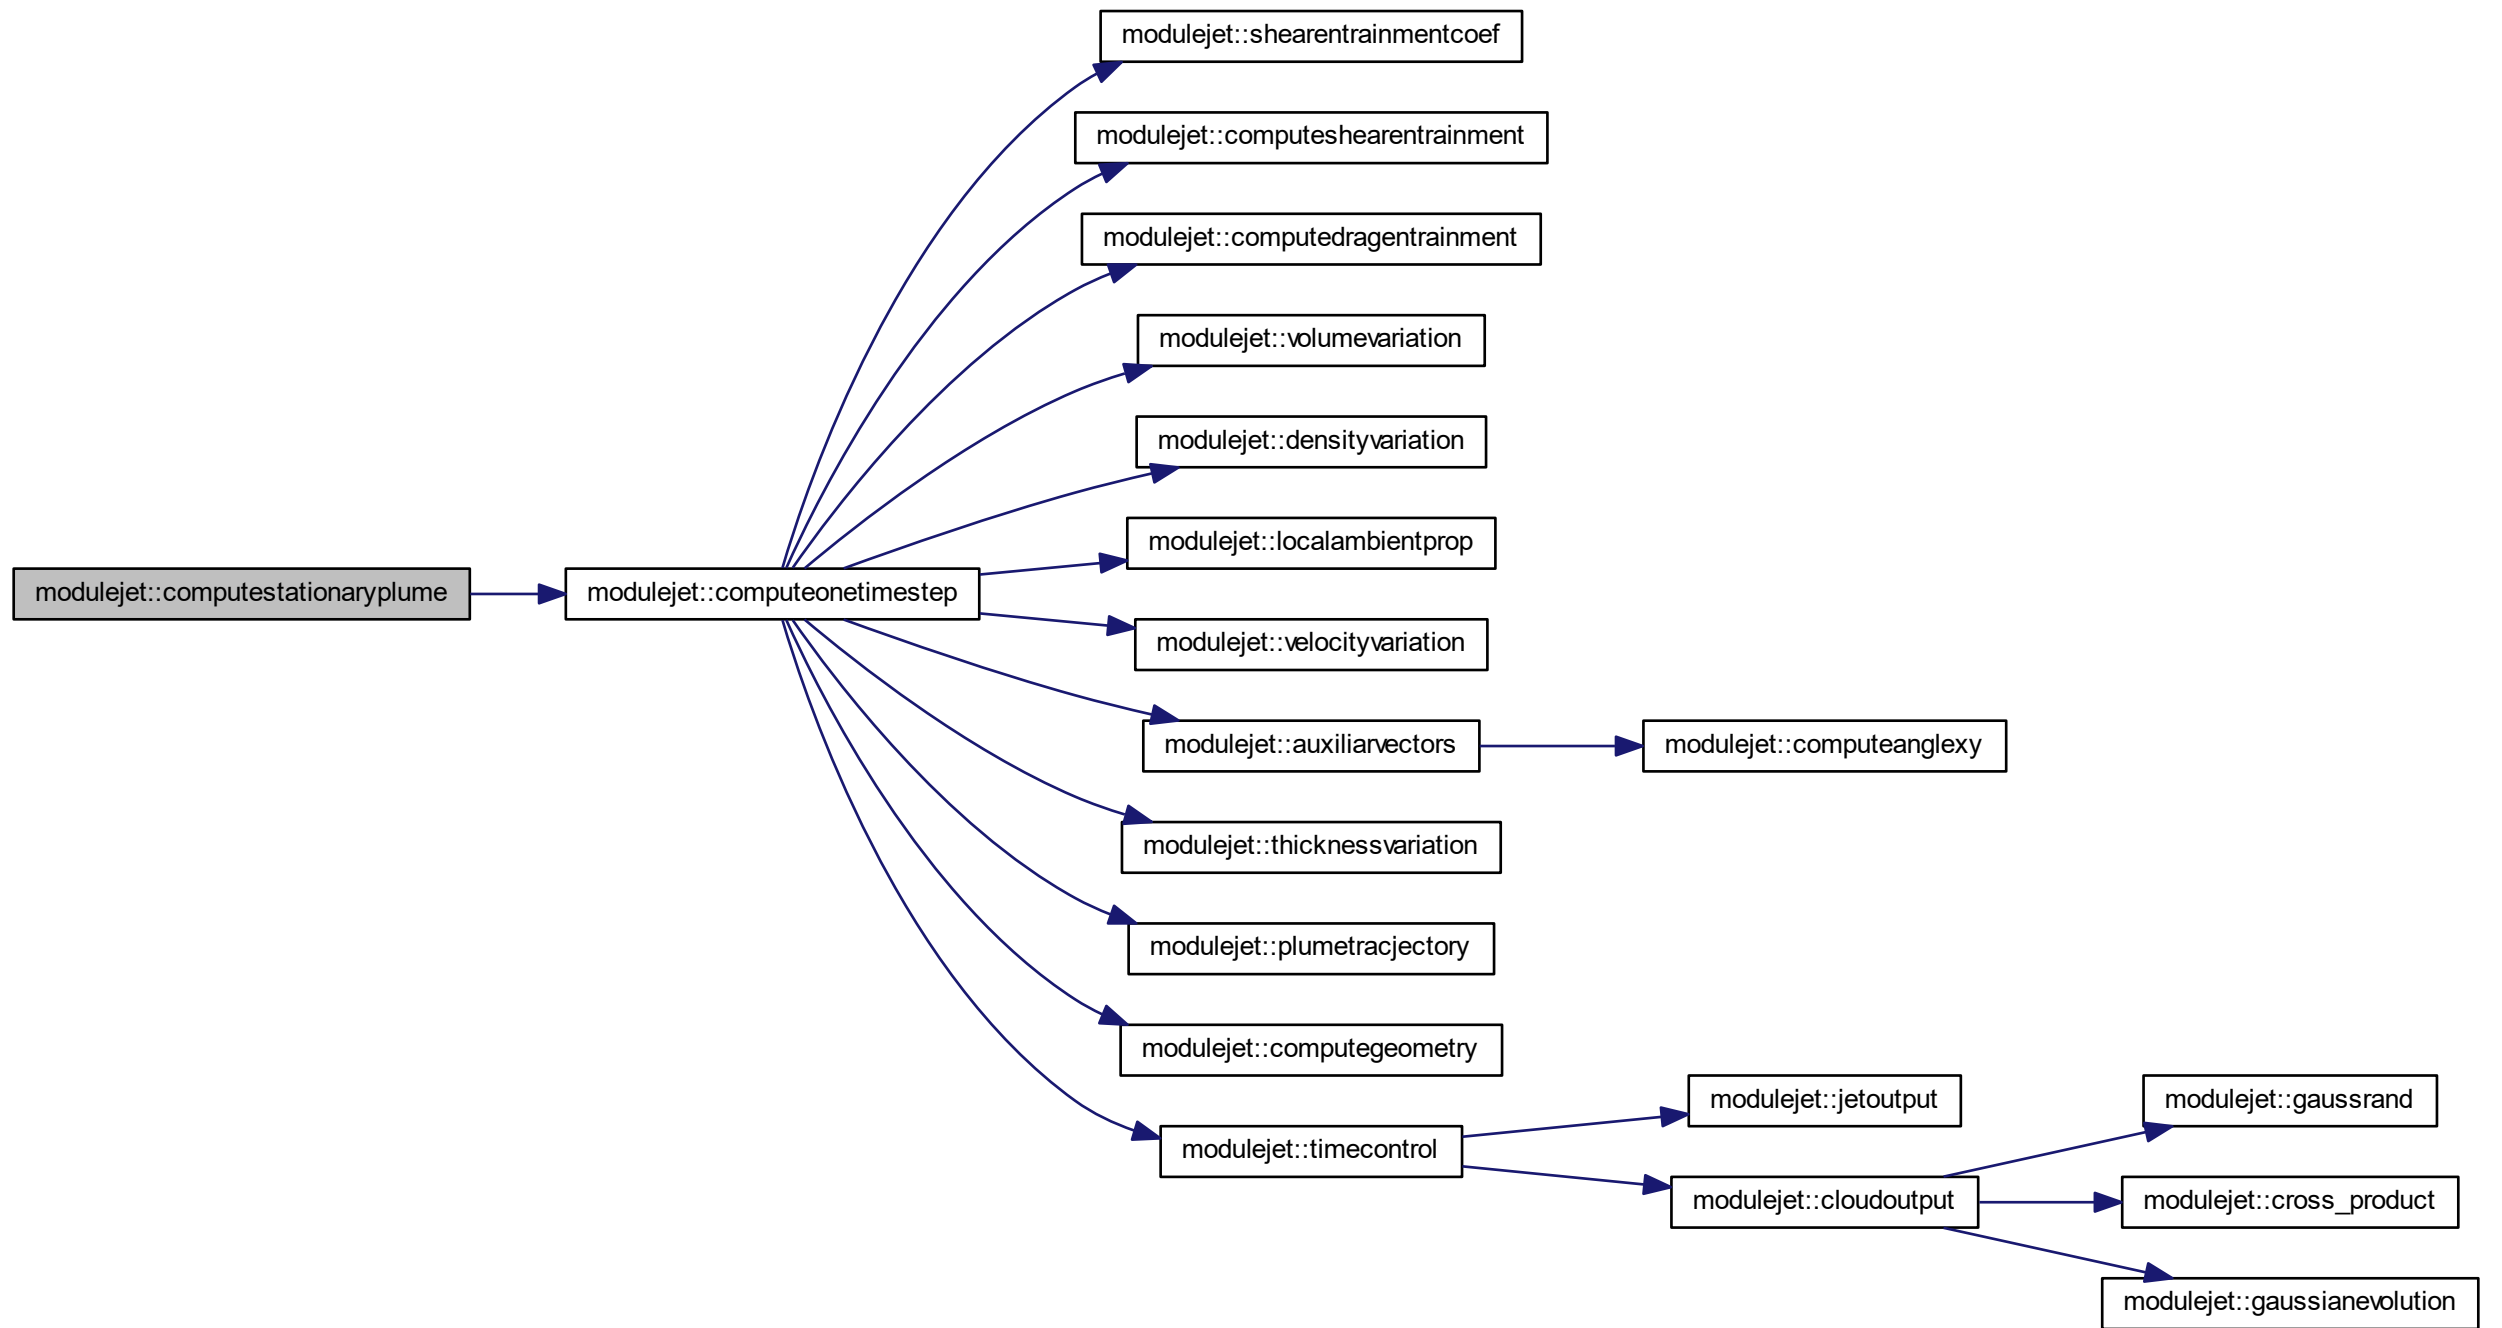 modulejet::shearentrainmentcoef
modulejet::computeshearentrainment
modulejet::computedragentrainment
modulejet::volumevariation
modulejet::densityvariation
modulejet::localambientprop
modulejet::computestationaryplume
modulejet::computeonetimestep
modulejet::velocityvariation
modulejet::auxiliarvectors
modulejet::computeanglexy
modulejet::thicknessvariation
modulejet::plumetracjectory
modulejet::computegeometry
modulejet::timecontrol
modulejet::jetoutput
modulejet::cloudoutput
modulejet::gaussrand
modulejet::cross_product
modulejet::gaussianevolution